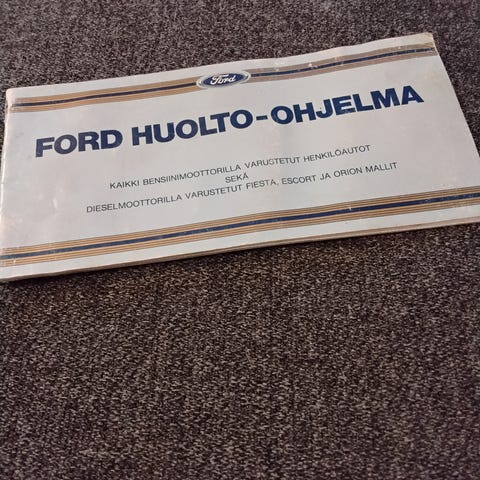 Ford
FORD HUOLTO-OHJELMA
KAIKKI BENSIINIMOOTTORILLA VARUSTETUT HENKILÖAUTOT
SEKÄ
DIESELMOOTTORILLA VARUSTETUT FIESTA, ESCORT JA ORION MALLIT